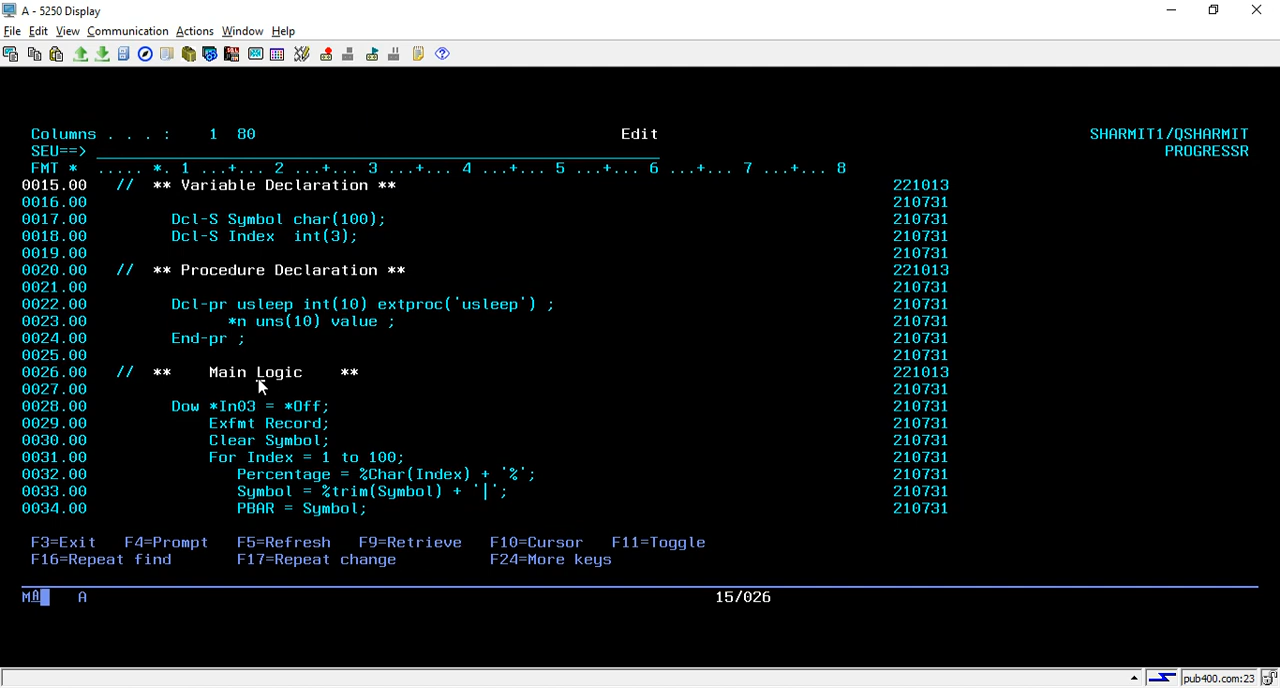 A - 5250 Display
File Edit View Communication Actions Window Help
Columns . . . : 1 80 Edit SHARMIT1/QSHARMIT
SEU==> PROGRESSR
FMT * ..... *. 1 ...+... 2 ...+... 3 ...+... 4 ...+... 5 ...+... 6 ...+... 7 ...+... 8
0015.00 // ** Variable Declaration ** 221013
0016.00 210731
0017.00 Dcl-S Symbol char(100); 210731
0018.00 Dcl-S Index int(3); 210731
0019.00 210731
0020.00 // ** Procedure Declaration ** 221013
0021.00 210731
0022.00 Dcl-pr usleep int(10) extproc('usleep') ; 210731
0023.00 *n uns(10) value ; 210731
0024.00 End-pr ; 210731
0025.00 210731
0026.00 // ** Main Logic ** 221013
0027.00 210731
0028.00 Dow *In03 = *Off; 210731
0029.00 Exfmt Record; 210731
0030.00 Clear Symbol; 210731
0031.00 For Index = 1 to 100; 210731
0032.00 Percentage = %Char(Index) + '%'; 210731
0033.00 Symbol = %trim(Symbol) + '|'; 210731
0034.00 PBAR = Symbol; 210731
F3=Exit F4=Prompt F5=Refresh F9=Retrieve F10=Cursor F11=Toggle
F16=Repeat find F17=Repeat change F24=More keys
MA A 15/026
pub400.com:23